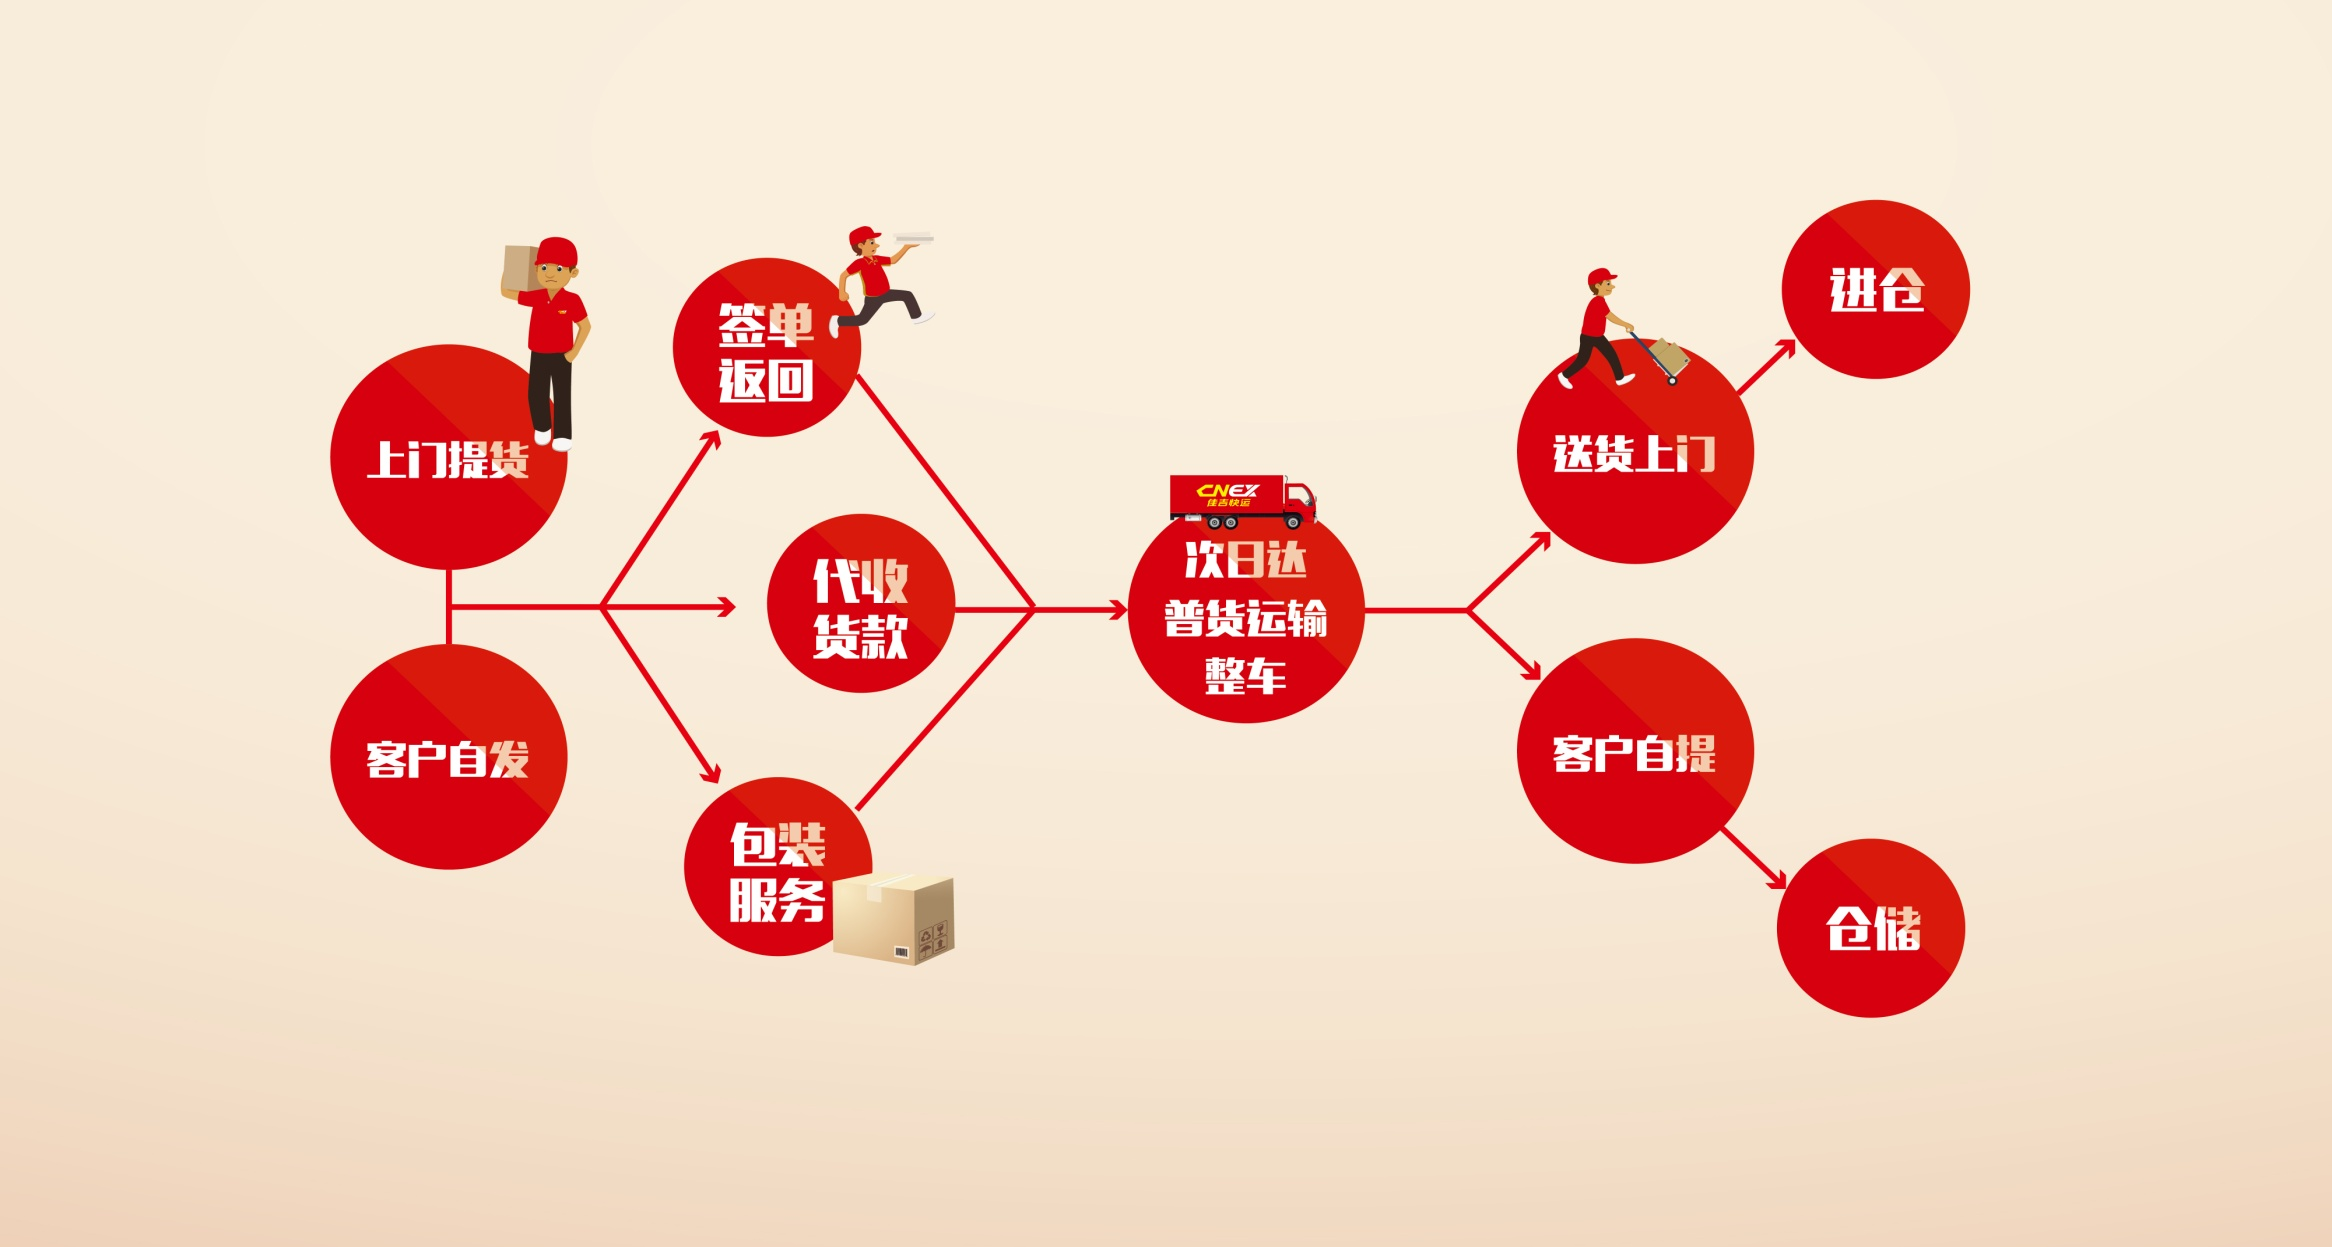 上门提货
客户自发
签单
返回
代收
货款
包装
服务
CNEX
佳吉快运
次日达
普货运输
整车
送货上门
客户自提
进仓
仓储